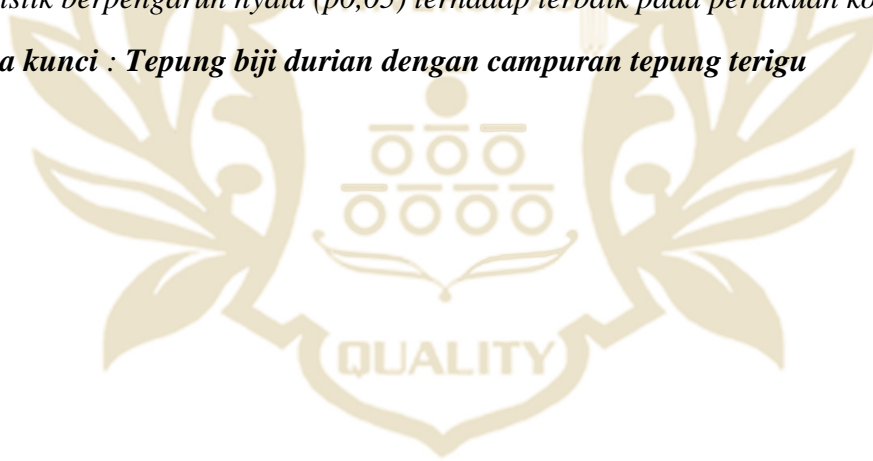 istik berpengaruh nyata (p0,05) terhadap terbaik pada perlakuan ko
a kunci : Tepung biji durian dengan campuran tepung terigu
QUALITY